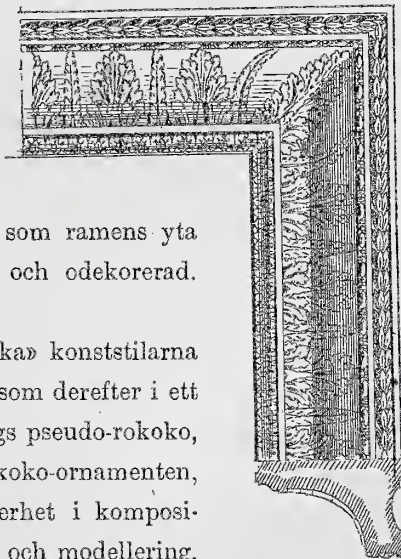 som ramens yta
och odekorerad.
ka» konststilarna
som derefter i ett
gs pseudo-rokoko,
koko-ornamenten,
erhet i komposi-
och modellering.